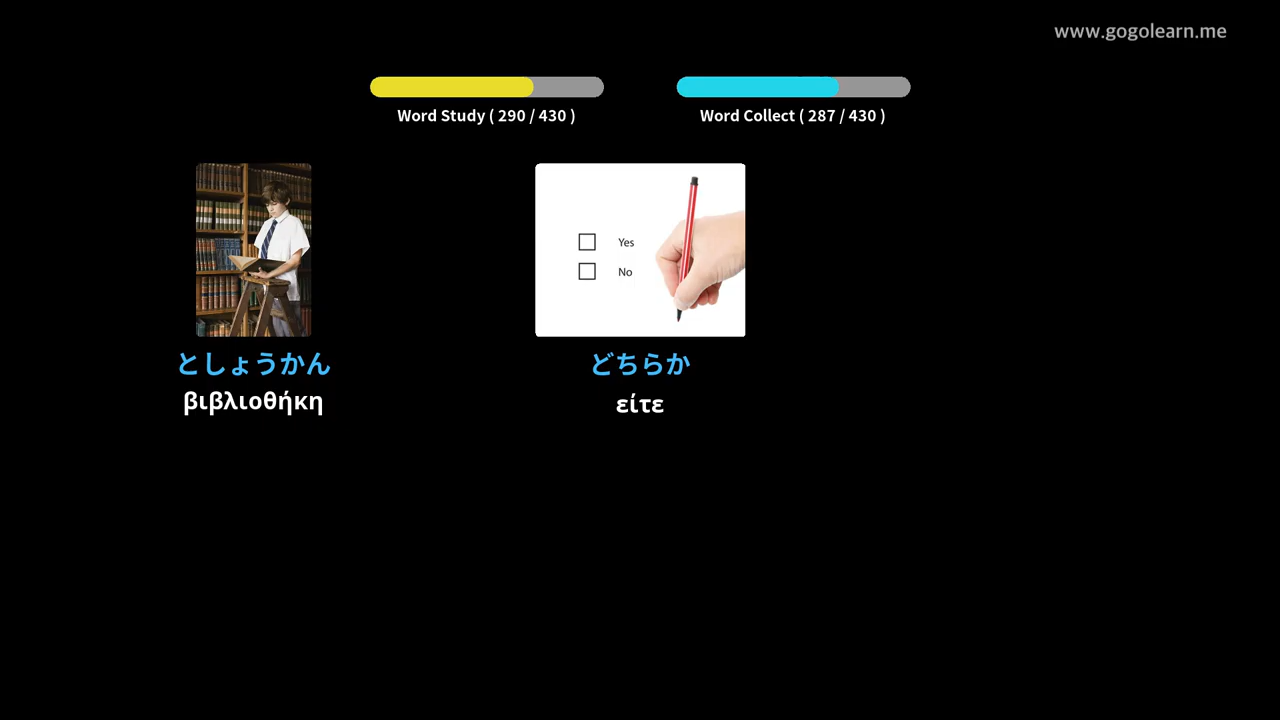 www.gogolearn.me
Word Study ( 290 / 430 )
Word Collect ( 287 / 430 )
Yes
No
としょうかん
βιβλιοθήκη
どちらか
είτε